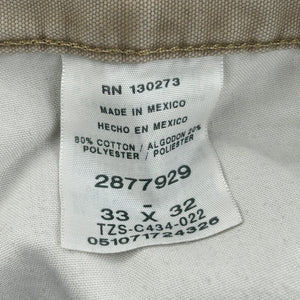 RN 130273
MADE IN MEXICO
HECHO EN MEXICO
80% COTTON / ALGODON 20%
POLYESTER / POLIESTER
2877929
-
33 X 32
TZS-C434-022
051071724326